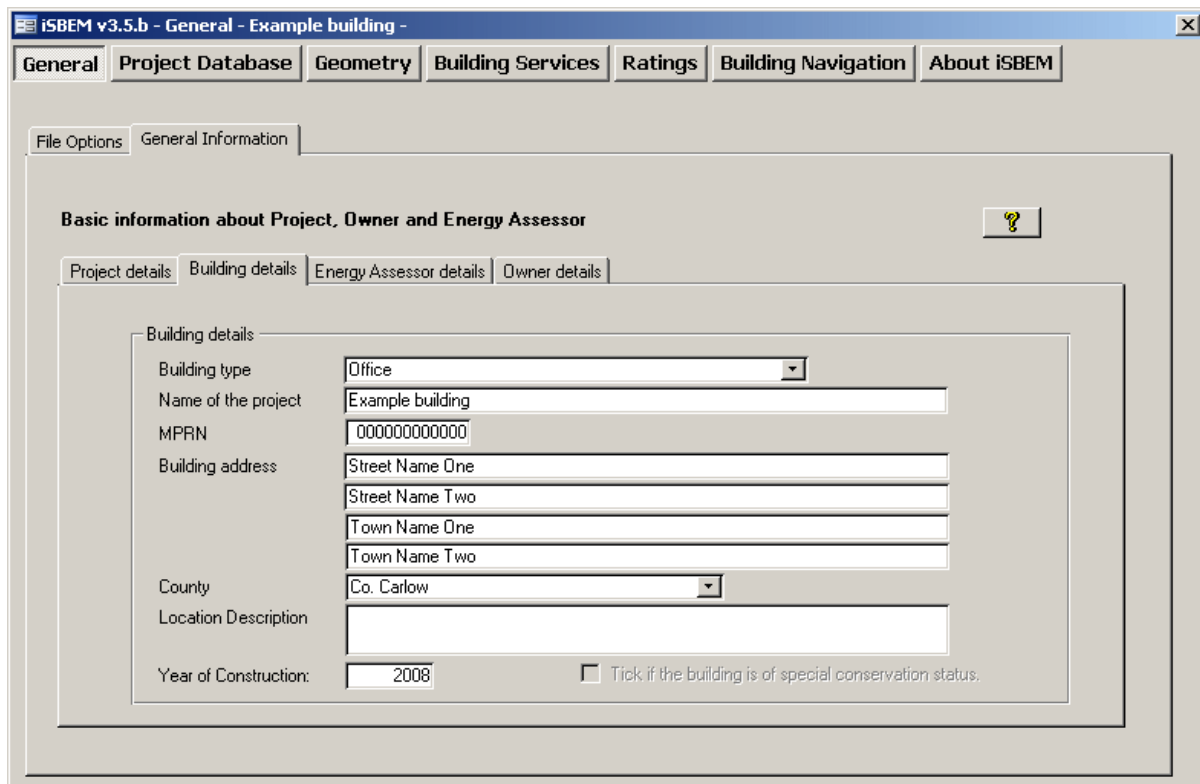 iSBEM v3.5.b - General - Example building -
General Project Database Geometry Building Services Ratings Building Navigation About iSBEM
File Options General Information
Basic information about Project, Owner and Energy Assessor ?
Project details Building details Energy Assessor details Owner details
Building details
Building type Office
Name of the project Example building
MPRN 000000000000
Building address Street Name One
Street Name Two
Town Name One
Town Name Two
County Co. Carlow
Location Description
Year of Construction: 2008 Tick if the building is of special conservation status.